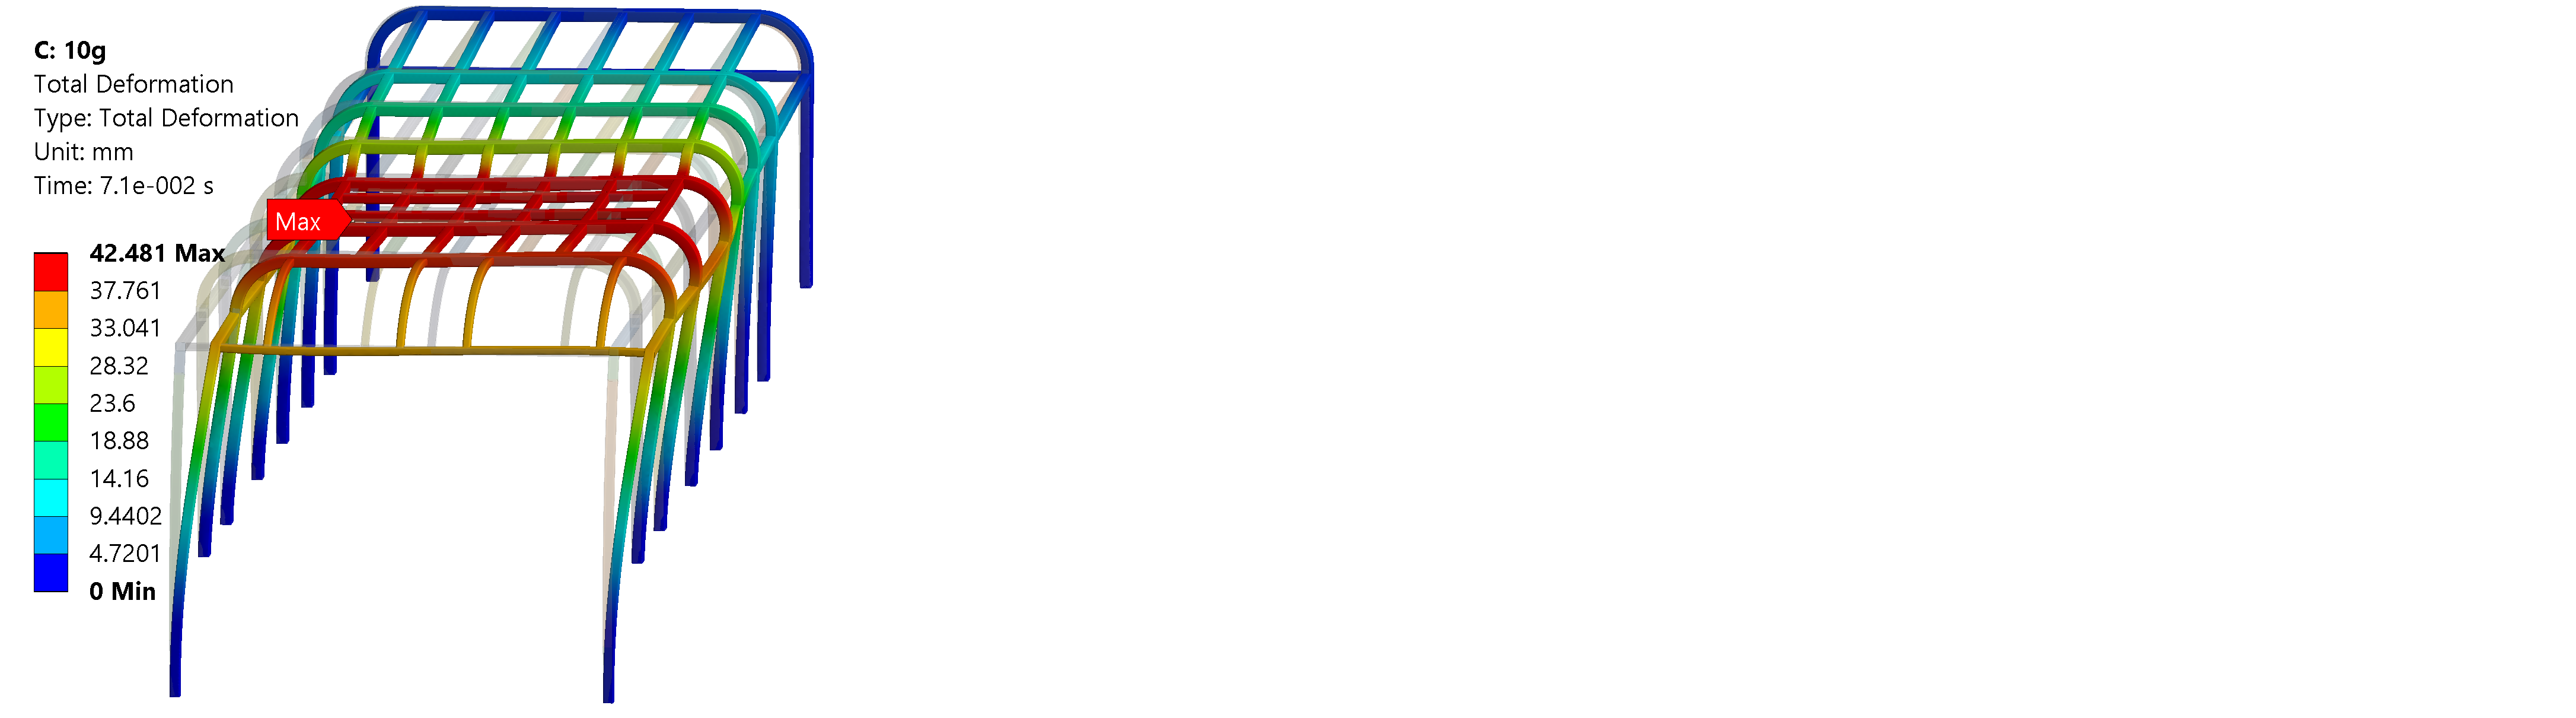 C: 10g
Total Deformation
Type: Total Deformation
Unit: mm
Time: 7.1e-002 s
Max
42.481 Max
37.761
33.041
28.32
23.6
18.88
14.16
9.4402
4.7201
0 Min